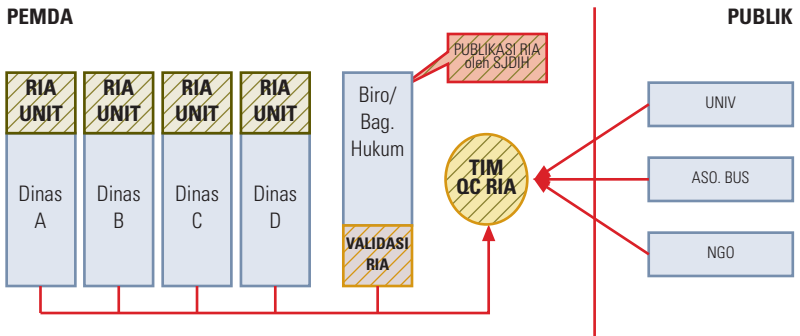 PEMDA
PUBLIK
PUBLIKASI RIA
oleh SJDIH
RIA
UNIT
RIA
UNIT
RIA
UNIT
RIA
UNIT
Dinas
A
Dinas
B
Dinas
C
Dinas
D
Biro/
Bag.
Hukum
VALIDASI
RIA
TIM
QC RIA
UNIV
ASO. BUS
NGO